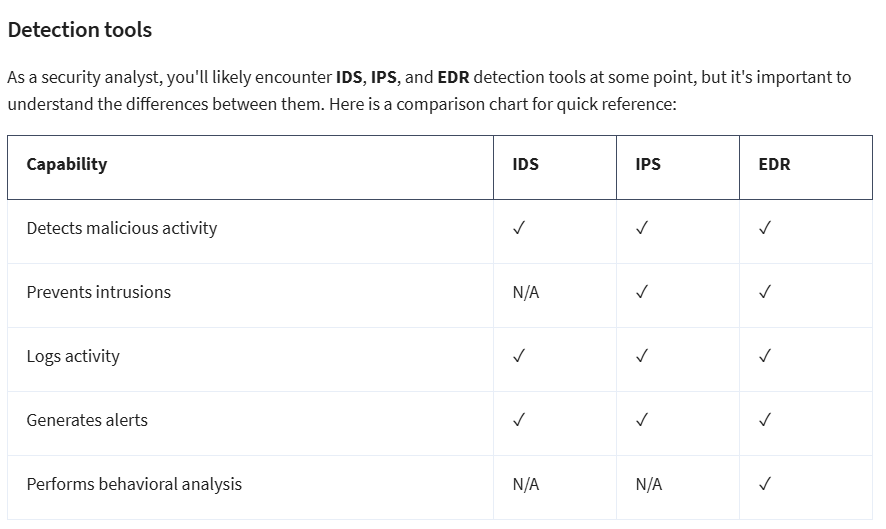 Detection tools
As a security analyst, you'll likely encounter IDS, IPS, and EDR detection tools at some point, but it's important to
understand the differences between them. Here is a comparison chart for quick reference:
Capability IDS IPS EDR
Detects malicious activity ✓ ✓ ✓
Prevents intrusions N/A ✓ ✓
Logs activity ✓ ✓ ✓
Generates alerts ✓ ✓ ✓
Performs behavioral analysis N/A N/A ✓